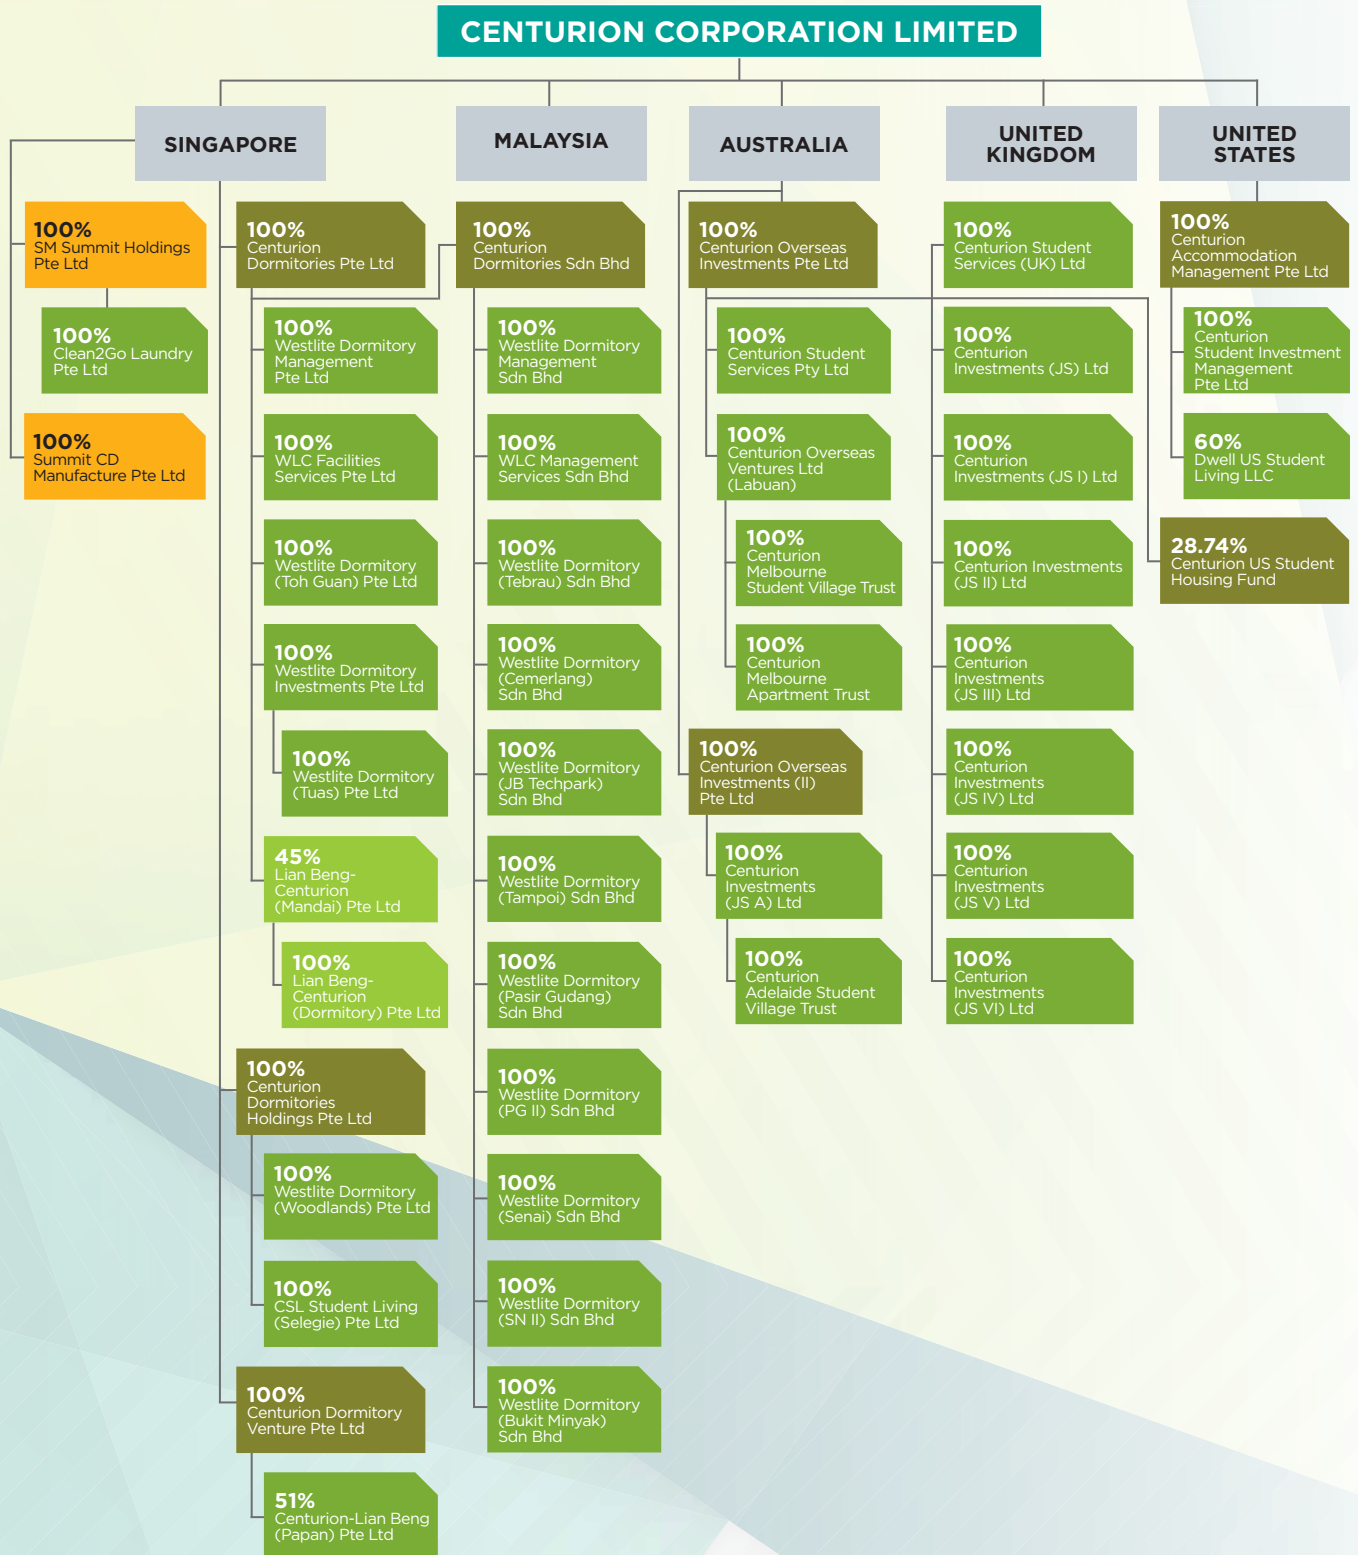 CENTURION CORPORATION LIMITED
SINGAPORE
100%
SM Summit Holdings
Pte Ltd
100%
Clean2Go Laundry
Pte Ltd
100%
Summit CD
Manufacture Pte Ltd
100%
Centurion
Dormitories Pte Ltd
100%
Westlite Dormitory
Management
Pte Ltd
100%
WLC Facilities
Services Pte Ltd
100%
Westlite Dormitory
(Toh Guan) Pte Ltd
100%
Westlite Dormitory
Investments Pte Ltd
100%
Westlite Dormitory
(Tuas) Pte Ltd
45%
Lian Beng-
Centurion
(Mandai) Pte Ltd
100%
Lian Beng-
Centurion
(Dormitory) Pte Ltd
100%
Centurion
Dormitories
Holdings Pte Ltd
100%
Westlite Dormitory
(Woodlands) Pte Ltd
100%
CSL Student Living
(Selegie) Pte Ltd
100%
Centurion Dormitory
Venture Pte Ltd
51%
Centurion-Lian Beng
(Papan) Pte Ltd
MALAYSIA
100%
Centurion
Dormitories Sdn Bhd
100%
Westlite Dormitory
Management
Sdn Bhd
100%
WLC Management
Services Sdn Bhd
100%
Westlite Dormitory
(Tebrau) Sdn Bhd
100%
Westlite Dormitory
(Cemerlang)
Sdn Bhd
100%
Westlite Dormitory
(JB Techpark)
Sdn Bhd
100%
Westlite Dormitory
(Tampoi) Sdn Bhd
100%
Westlite Dormitory
(Pasir Gudang)
Sdn Bhd
100%
Westlite Dormitory
(PG II) Sdn Bhd
100%
Westlite Dormitory
(Senai) Sdn Bhd
100%
Westlite Dormitory
(SN II) Sdn Bhd
100%
Westlite Dormitory
(Bukit Minyak)
Sdn Bhd
AUSTRALIA
100%
Centurion Overseas
Investments Pte Ltd
100%
Centurion Student
Services Pty Ltd
100%
Centurion Overseas
Ventures Ltd
(Labuan)
100%
Centurion
Melbourne
Student Village Trust
100%
Centurion
Melbourne
Apartment Trust
100%
Centurion Overseas
Investments (II)
Pte Ltd
100%
Centurion
Investments
(JS A) Ltd
100%
Centurion
Adelaide Student
Village Trust
UNITED
KINGDOM
100%
Centurion Student
Services (UK) Ltd
100%
Centurion
Investments (JS) Ltd
100%
Centurion
Investments (JS I) Ltd
100%
Centurion Investments
(JS II) Ltd
100%
Centurion
Investments
(JS III) Ltd
100%
Centurion
Investments
(JS IV) Ltd
100%
Centurion
Investments
(JS V) Ltd
100%
Centurion
Investments
(JS VI) Ltd
UNITED
STATES
100%
Centurion
Accommodation
Management Pte Ltd
100%
Centurion
Student Investment
Management
Pte Ltd
60%
Dwell US Student
Living LLC
28.74%
Centurion US Student
Housing Fund